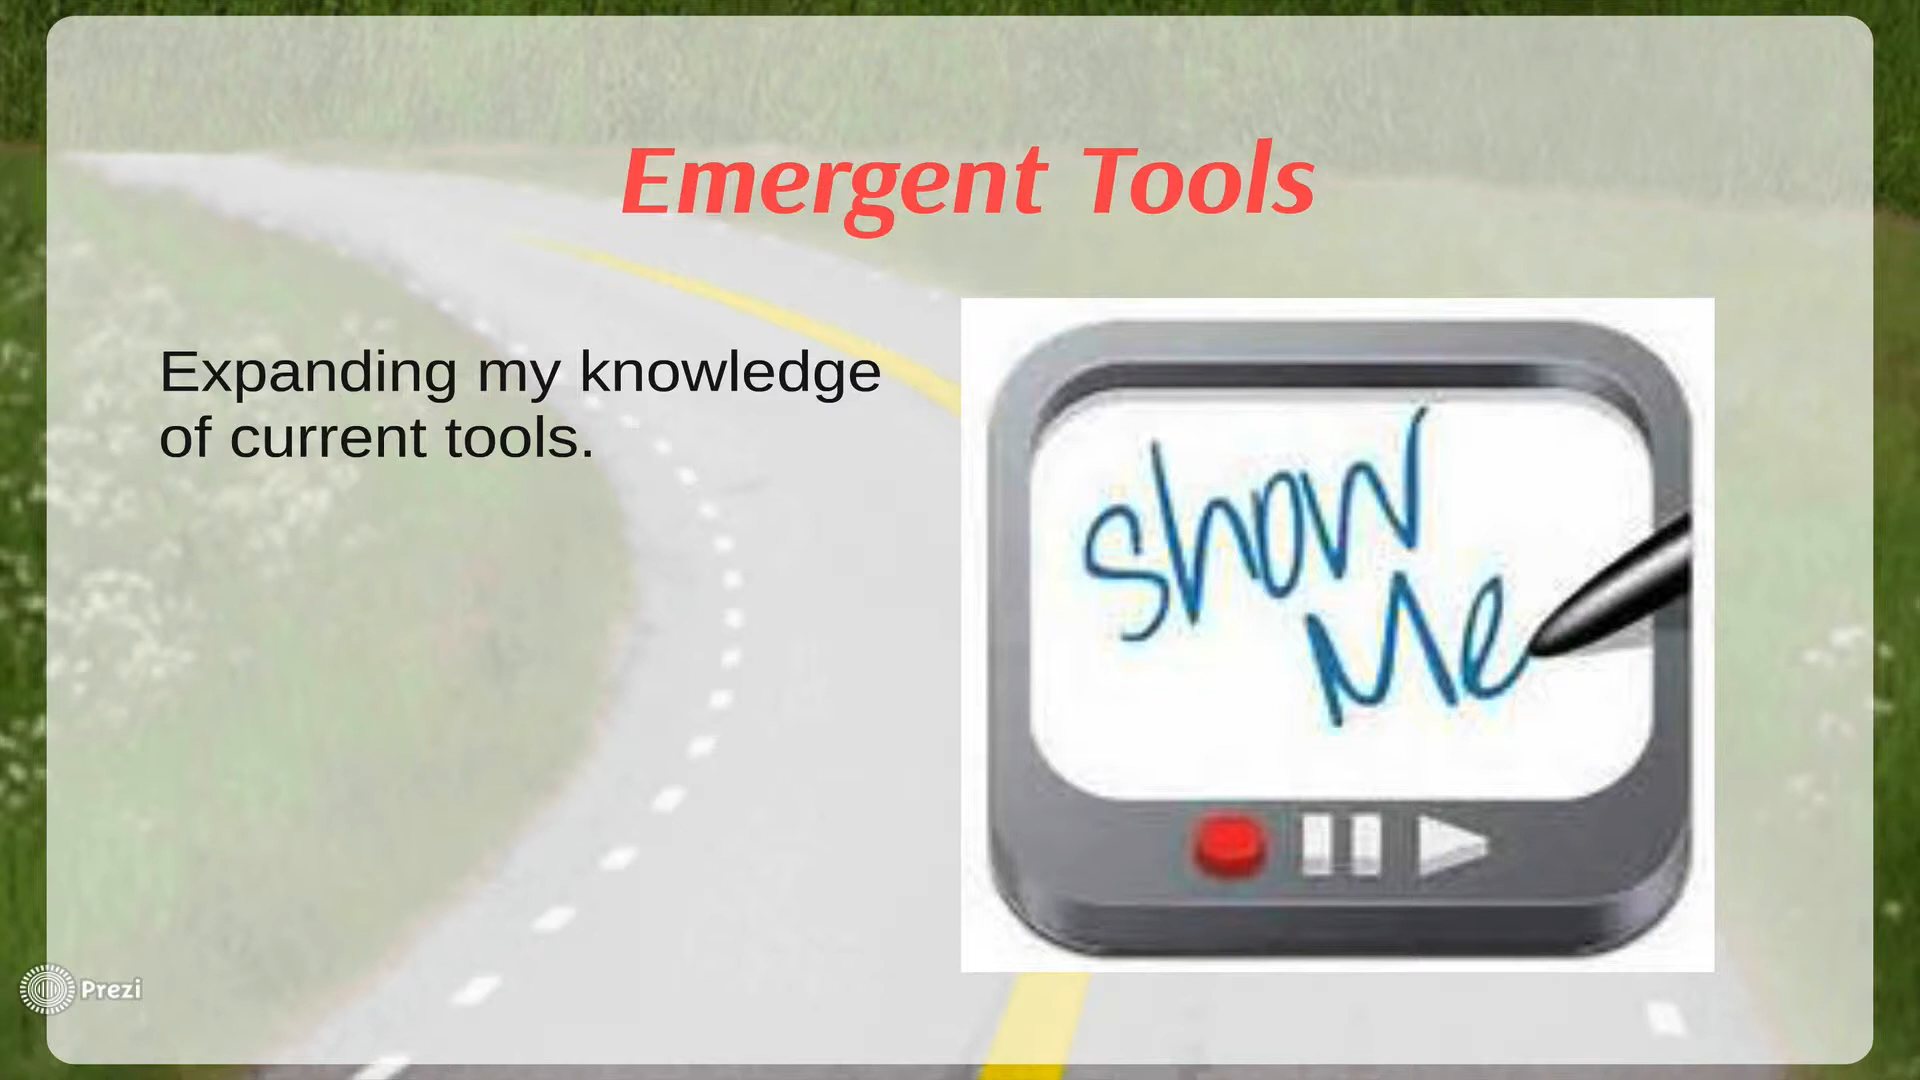 Emergent Tools
Expanding my knowledge
of current tools.
show
Me
Prezi